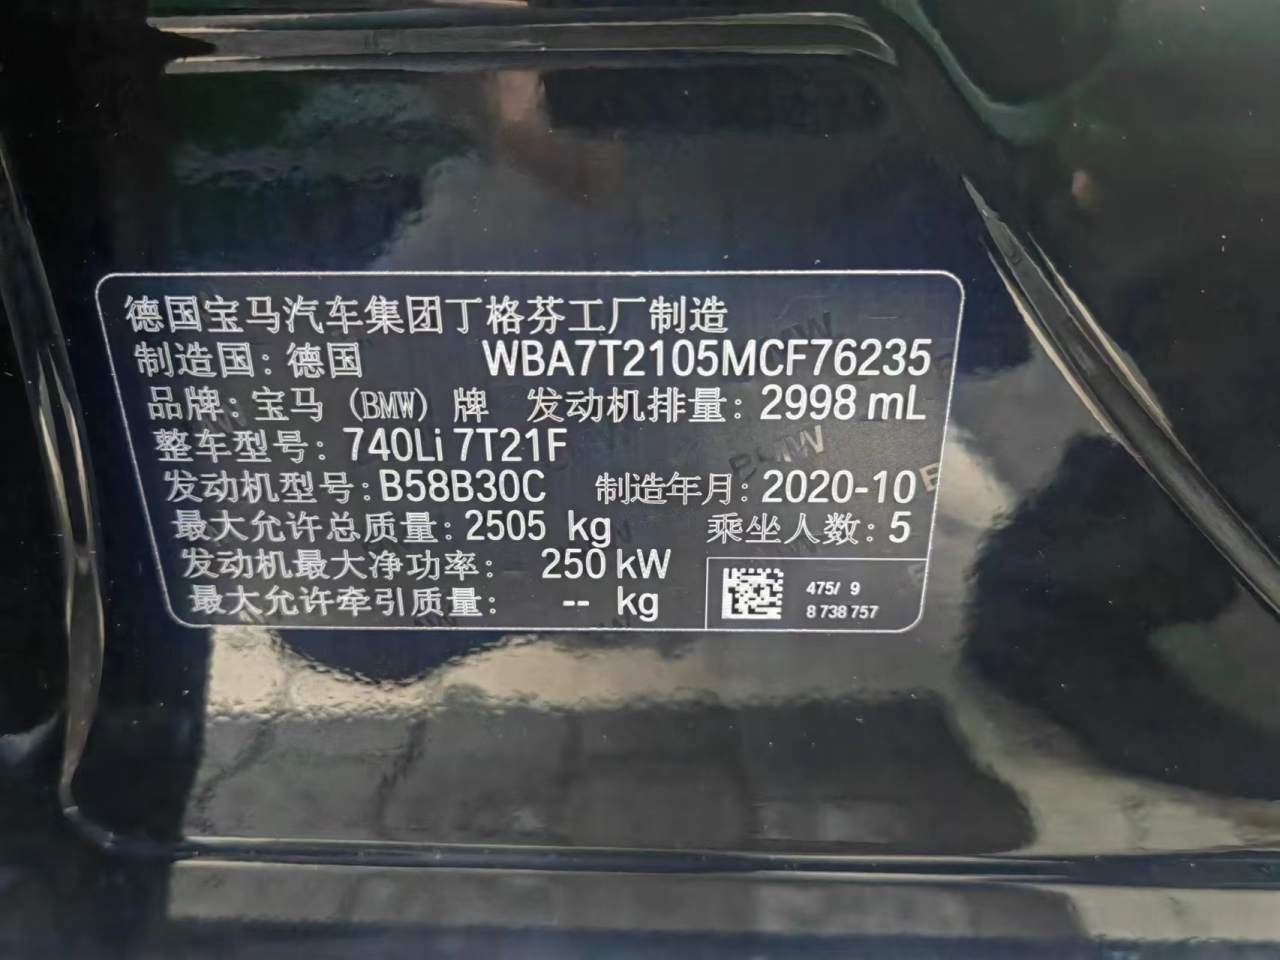 德国宝马汽车集团丁格芬工厂制造
制造国：德国 WBA7T2105MCF76235
品牌：宝马（BMW）牌 发动机排量：2998 mL
整车型号：740Li 7T21F
发动机型号：B58B30C 制造年月：2020-10
最大允许总质量：2505 kg 乘坐人数：5
发动机最大净功率： 250 kW
最大允许牵引质量： -- kg
475/ 9
8 738 757